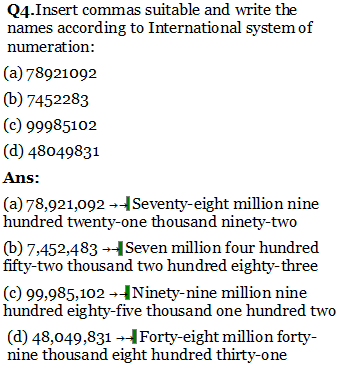 Q4.Insert commas suitable and write the
names according to International system of
numeration:
(a) 78921092
(b) 7452283
(c) 99985102
(d) 48049831
Ans:
(a) 78,921,092 →Seventy-eight million nine
hundred twenty-one thousand ninety-two
(b) 7,452,483 →Seven million four hundred
fifty-two thousand two hundred eighty-three
(c) 99,985,102 →Ninety-nine million nine
hundred eighty-five thousand one hundred two
(d) 48,049,831 →Forty-eight million forty-
nine thousand eight hundred thirty-one